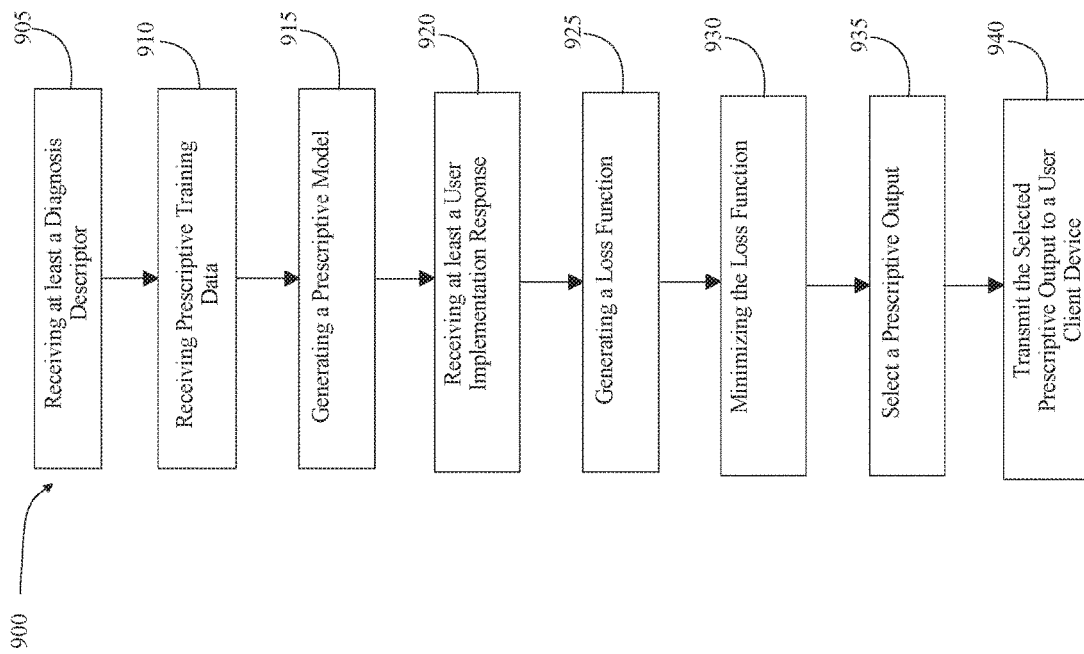 900
905
Receiving at least a Diagnosis
Descriptor
910
Receiving Prescriptive Training
Data
915
Generating a Prescriptive Model
920
Receiving at least a User
Implementation Response
925
Generating a Loss Function
930
Minimizing the Loss Function
935
Select a Prescriptive Output
940
Transmit the Selected
Prescriptive Output to a User
Client Device